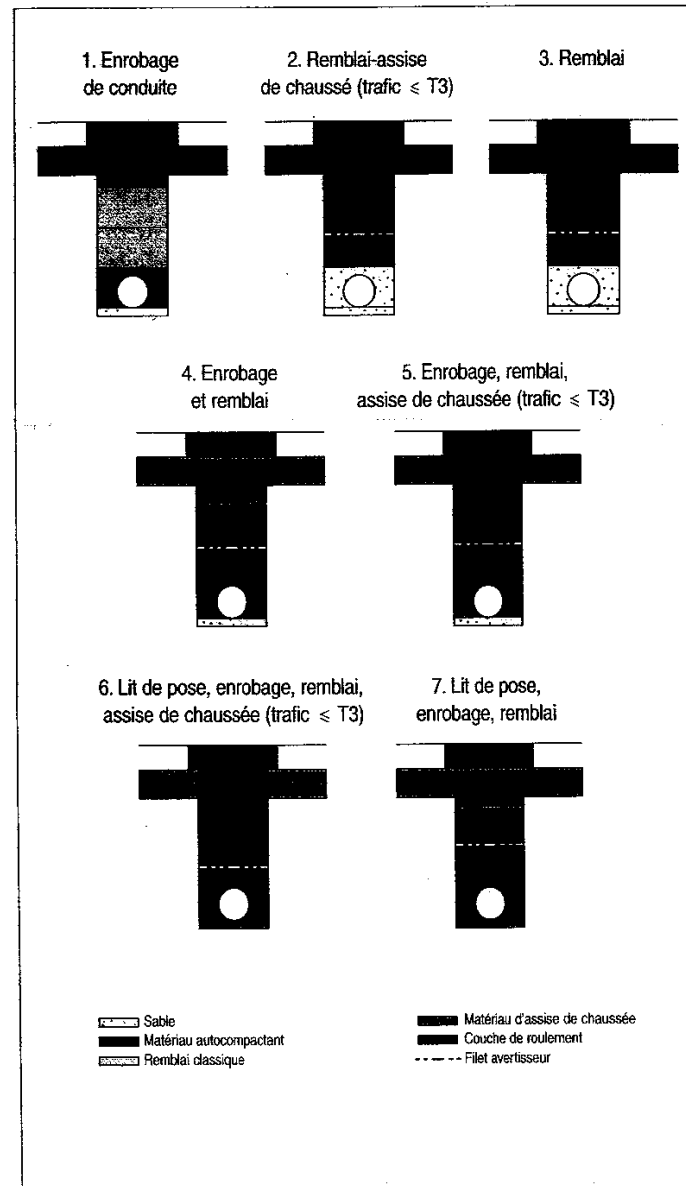 1. Enrobage
de conduite
2. Remblai-assise
de chaussé (trafic ≤ T3)
3. Remblai
4. Enrobage
et remblai
5. Enrobage, remblai,
assise de chaussée (trafic ≤ T3)
6. Lit de pose, enrobage, remblai,
assise de chaussée (trafic ≤ T3)
7. Lit de pose,
enrobage, remblai
Sable
Matériau autocompactant
Remblai classique
Matériau d'assise de chaussée
Couche de roulement
Filet avertisseur